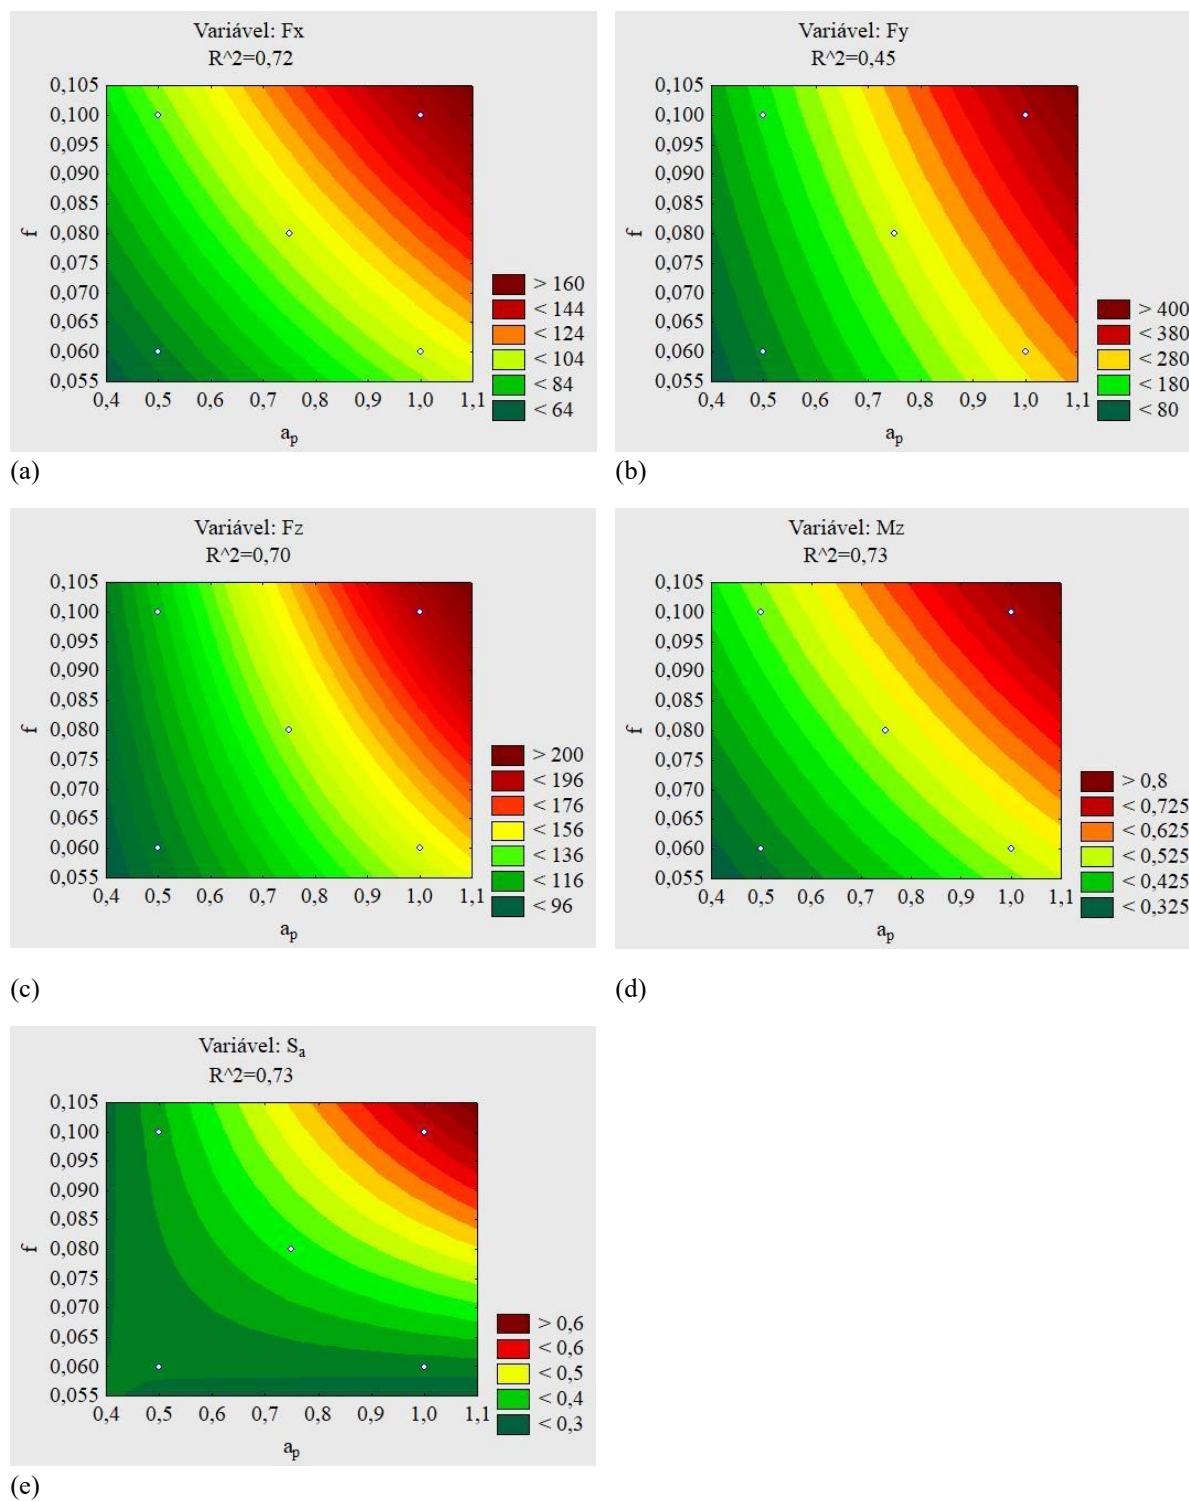 Variável: Fx
R^2=0,72
0,105
0,100
0,095
0,090
0,085
0,080
0,075
0,070
0,065
0,060
0,055
f
0,4 0,5 0,6 0,7 0,8 0,9 1,0 1,1
ap
> 160
< 144
< 124
< 104
< 84
< 64
(a)
Variável: Fy
R^2=0,45
0,105
0,100
0,095
0,090
0,085
0,080
0,075
0,070
0,065
0,060
0,055
f
0,4 0,5 0,6 0,7 0,8 0,9 1,0 1,1
ap
> 400
< 380
< 280
< 180
< 80
(b)
Variável: Fz
R^2=0,70
0,105
0,100
0,095
0,090
0,085
0,080
0,075
0,070
0,065
0,060
0,055
f
0,4 0,5 0,6 0,7 0,8 0,9 1,0 1,1
ap
> 200
< 196
< 176
< 156
< 136
< 116
< 96
(c)
Variável: Mz
R^2=0,73
0,105
0,100
0,095
0,090
0,085
0,080
0,075
0,070
0,065
0,060
0,055
f
0,4 0,5 0,6 0,7 0,8 0,9 1,0 1,1
ap
> 0,8
< 0,725
< 0,625
< 0,525
< 0,425
< 0,325
(d)
Variável: Sa
R^2=0,73
0,105
0,100
0,095
0,090
0,085
0,080
0,075
0,070
0,065
0,060
0,055
f
0,4 0,5 0,6 0,7 0,8 0,9 1,0 1,1
ap
> 0,6
< 0,6
< 0,5
< 0,4
< 0,3
(e)